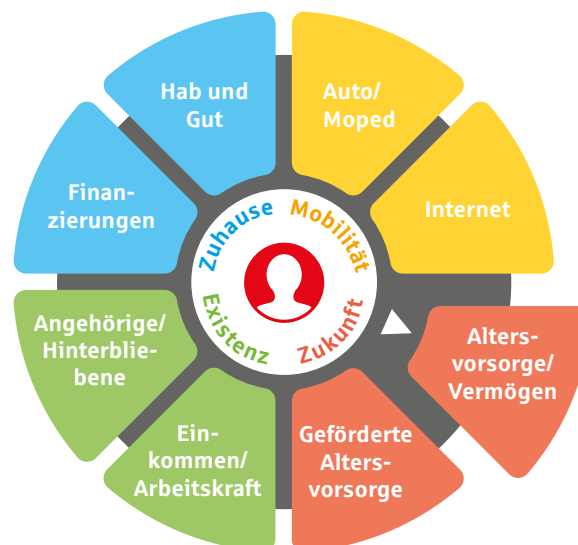 Hab und
Gut
Auto/
Moped
Finan-
zierungen
Internet
Zuhause
Mobilität
Existenz
Zukunft
Angehörige/
Hinterblie-
bene
Alters-
vorsorge/
Vermögen
Ein-
kommen/
Arbeitskraft
Geförderte
Alters-
vorsorge